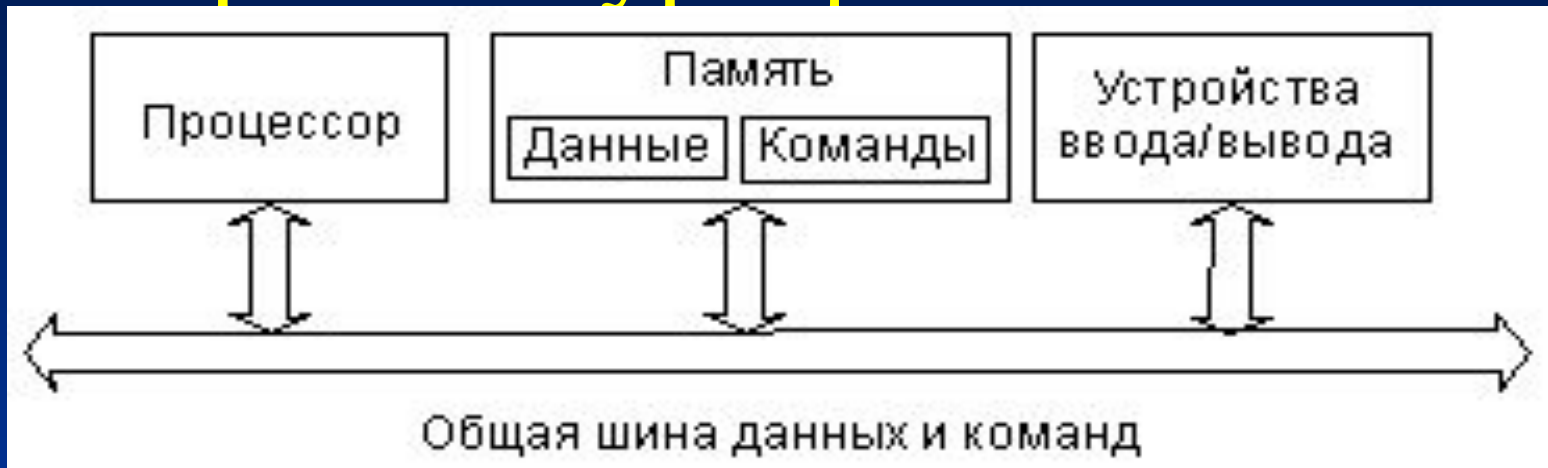 Процессор
Память
Данные
Команды
Устройства
ввода/вывода
Общая шина данных и команд